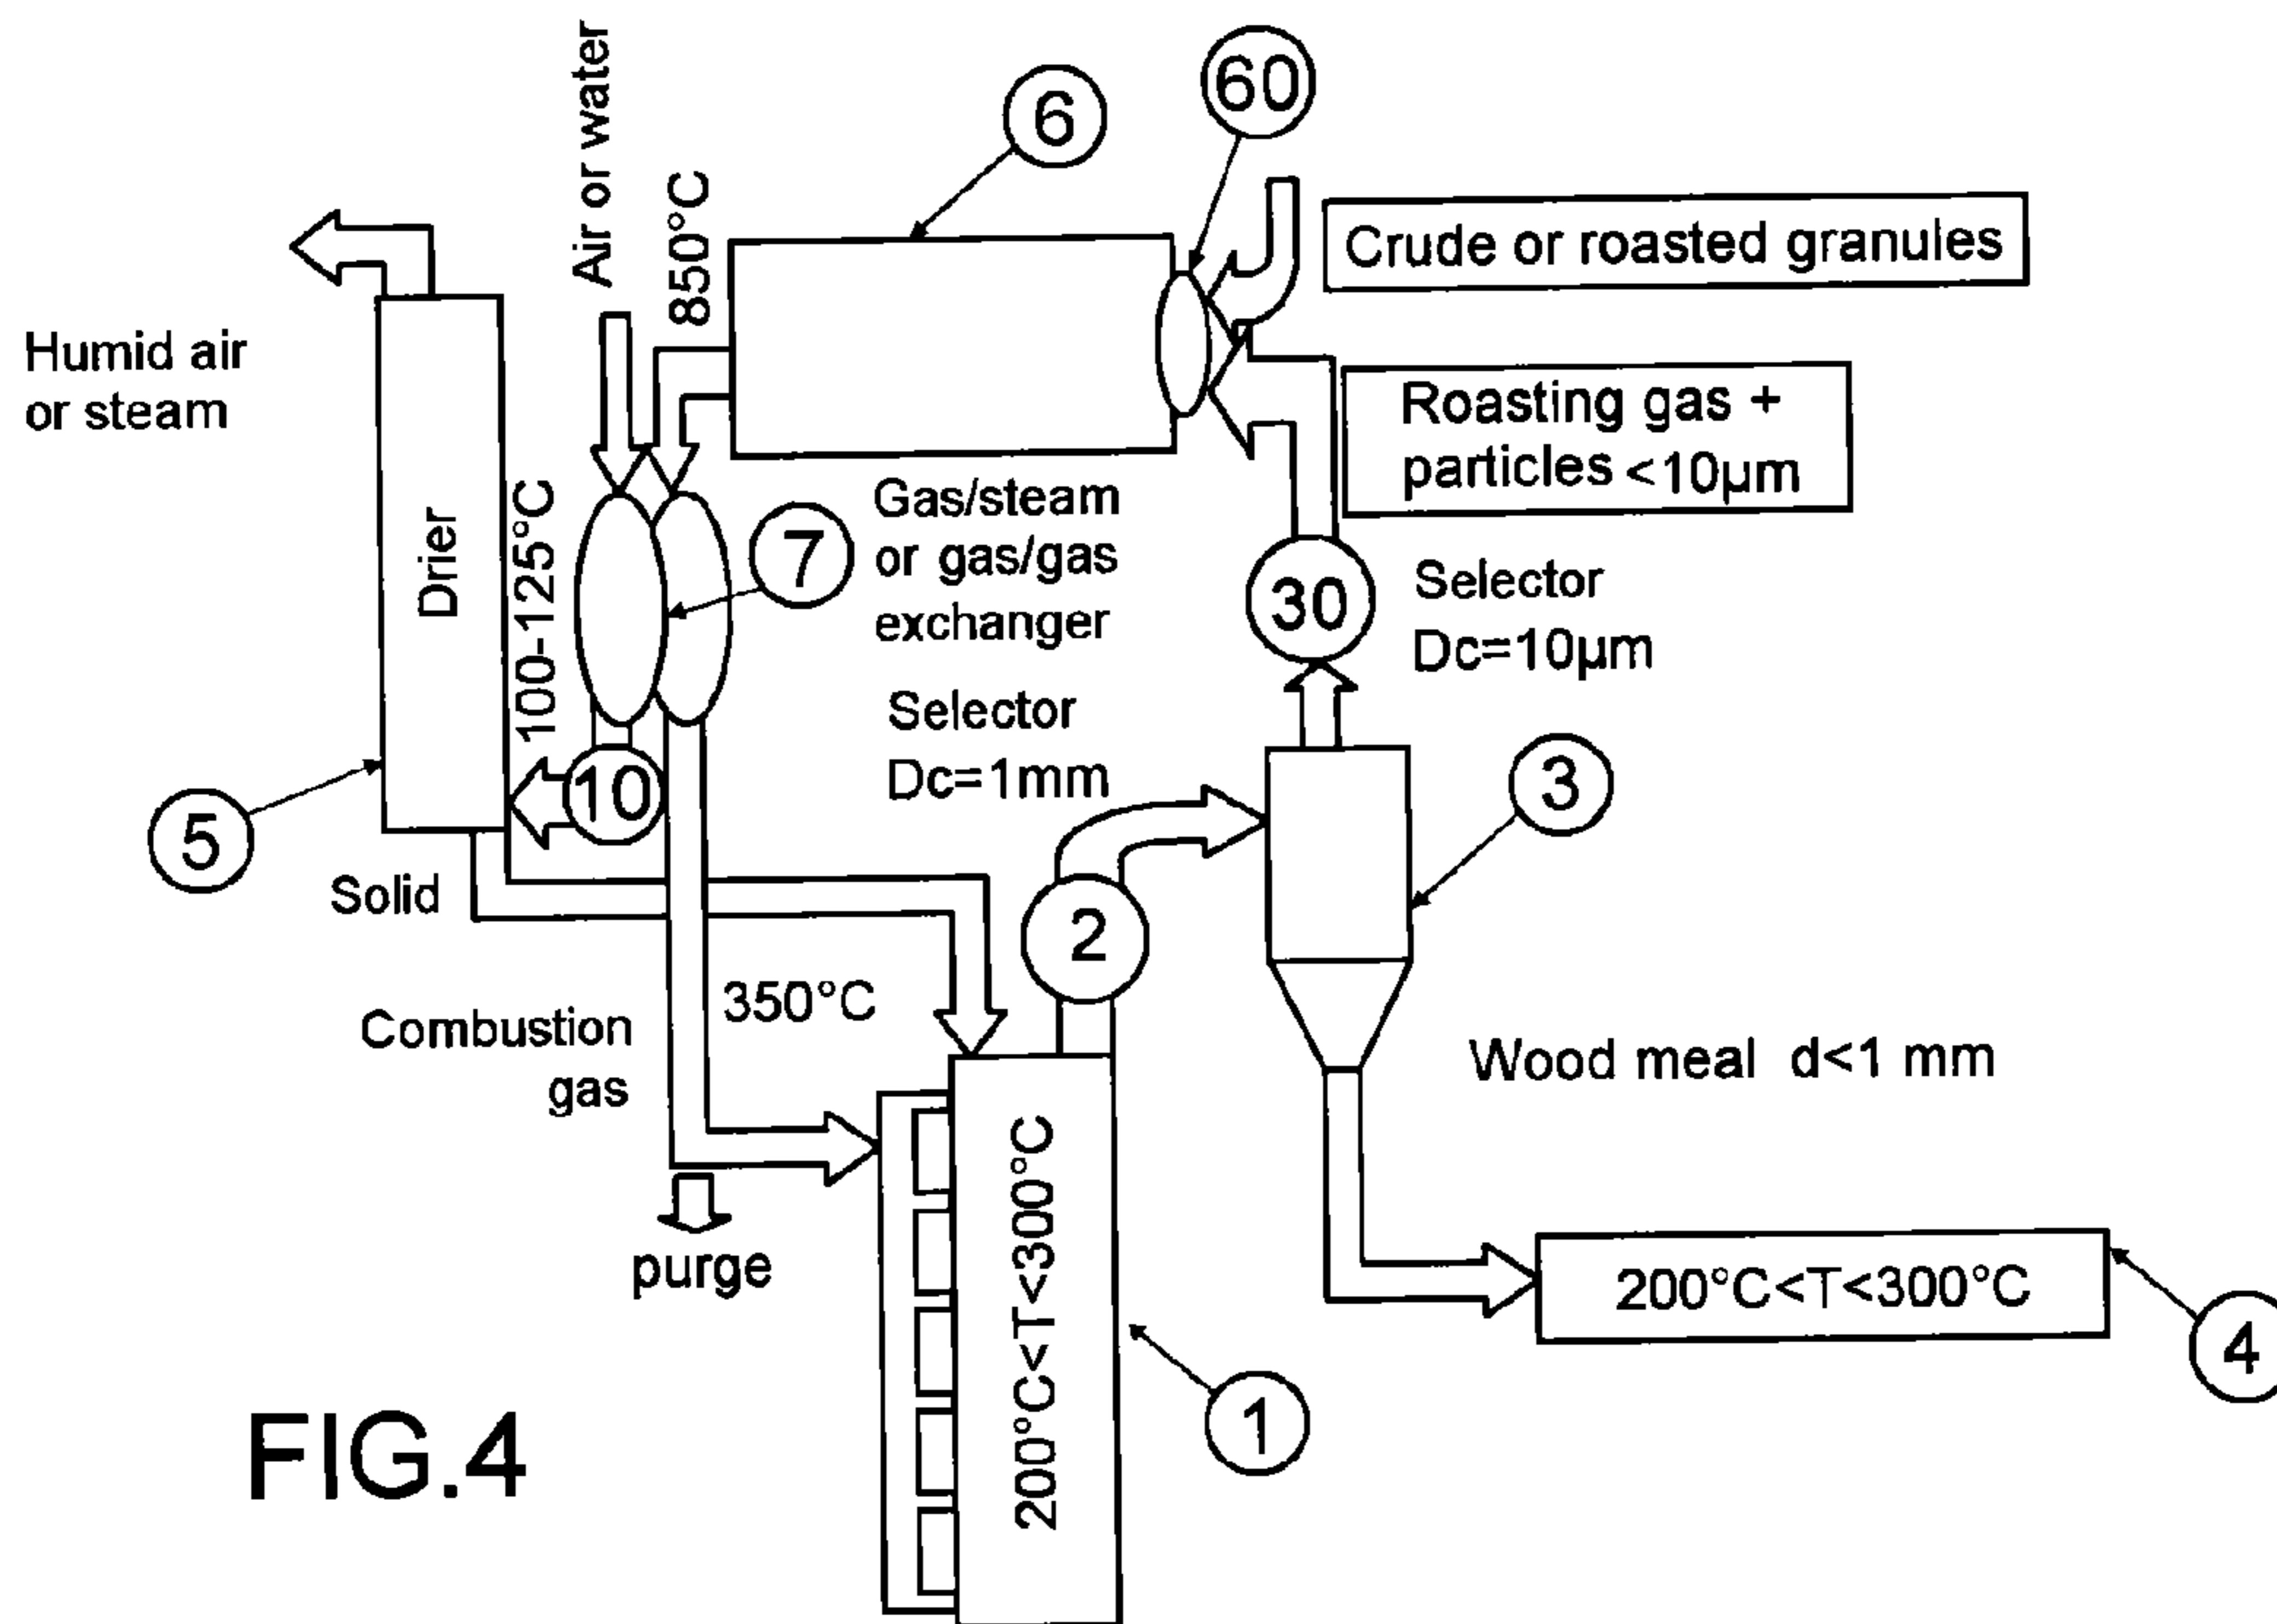 Air or water
6
60
850°C
Crude or roasted granules
Humid air
or steam
Roasting gas +
particles <10µm
Drier
100-125°C
7
Gas/steam
or gas/gas
exchanger
30
Selector
Dc=10µm
Selector
Dc=1mm
10
3
5
Solid
2
350°C
Combustion
gas
Wood meal d<1 mm
200°C<T<300°C
purge
200°C<T<300°C
4
1
FIG.4